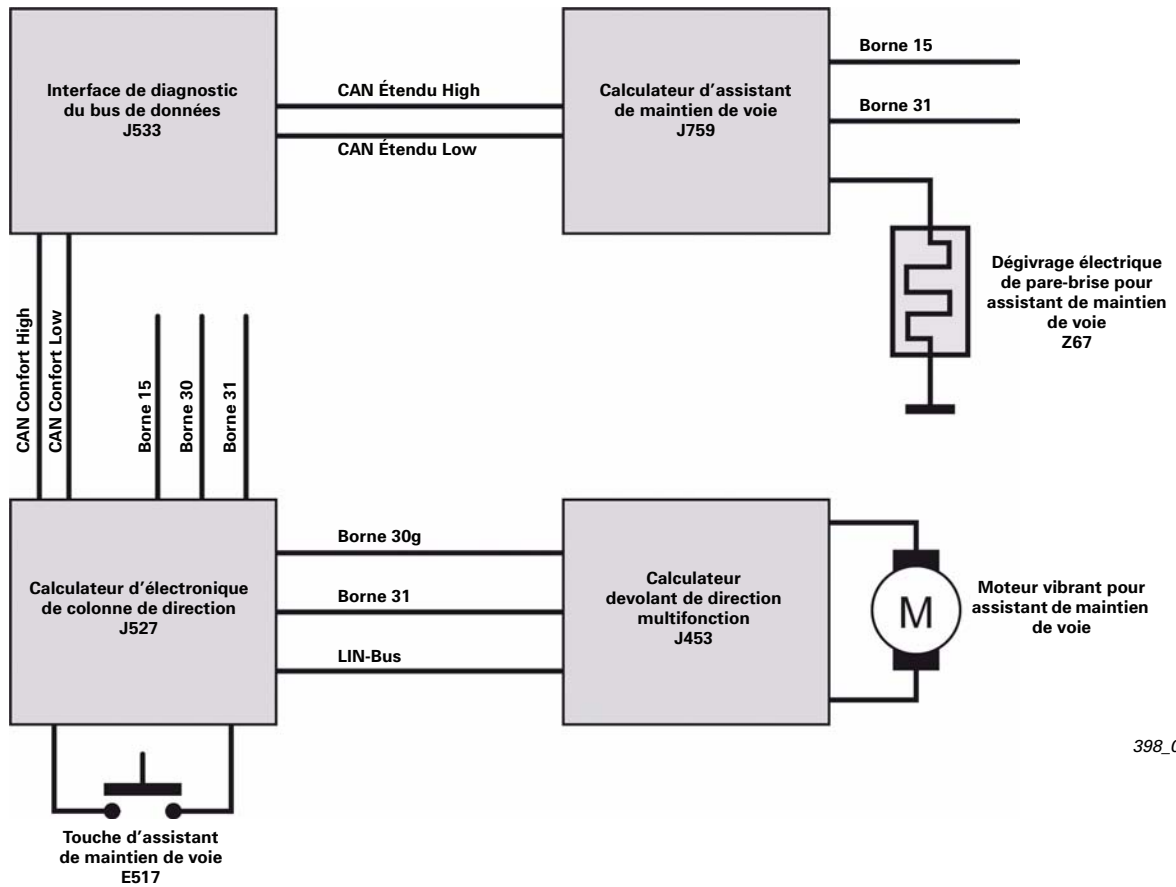 Interface de diagnostic
du bus de données
J533
CAN Étendu High
CAN Étendu Low
Calculateur d'assistant
de maintien de voie
J759
Borne 15
Borne 31
Dégivrage électrique
de pare-brise pour
assistant de maintien
de voie
Z67
CAN Confort High
CAN Confort Low
Borne 15
Borne 30
Borne 31
Calculateur d'électronique
de colonne de direction
J527
Borne 30g
Borne 31
LIN-Bus
Calculateur
devolant de direction
multifonction
J453
M
Moteur vibrant pour
assistant de maintien
de voie
398_0
Touche d'assistant
de maintien de voie
E517